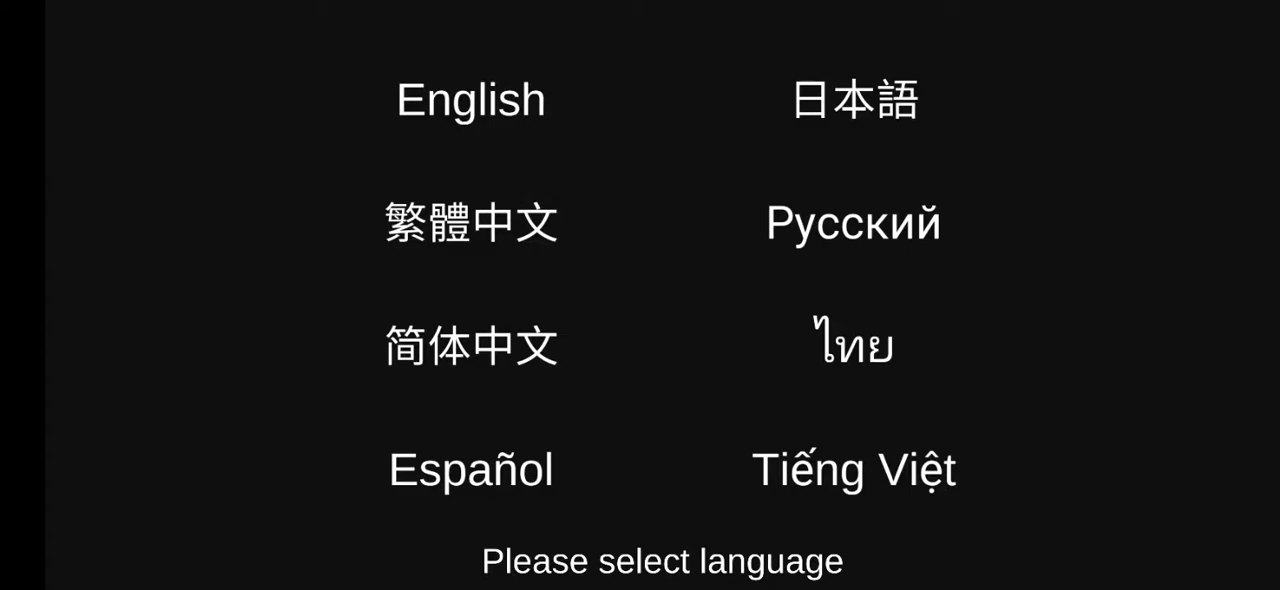 English
日本語
繁體中文
Русский
简体中文
ไทย
Español
Tiếng Việt
Please select language